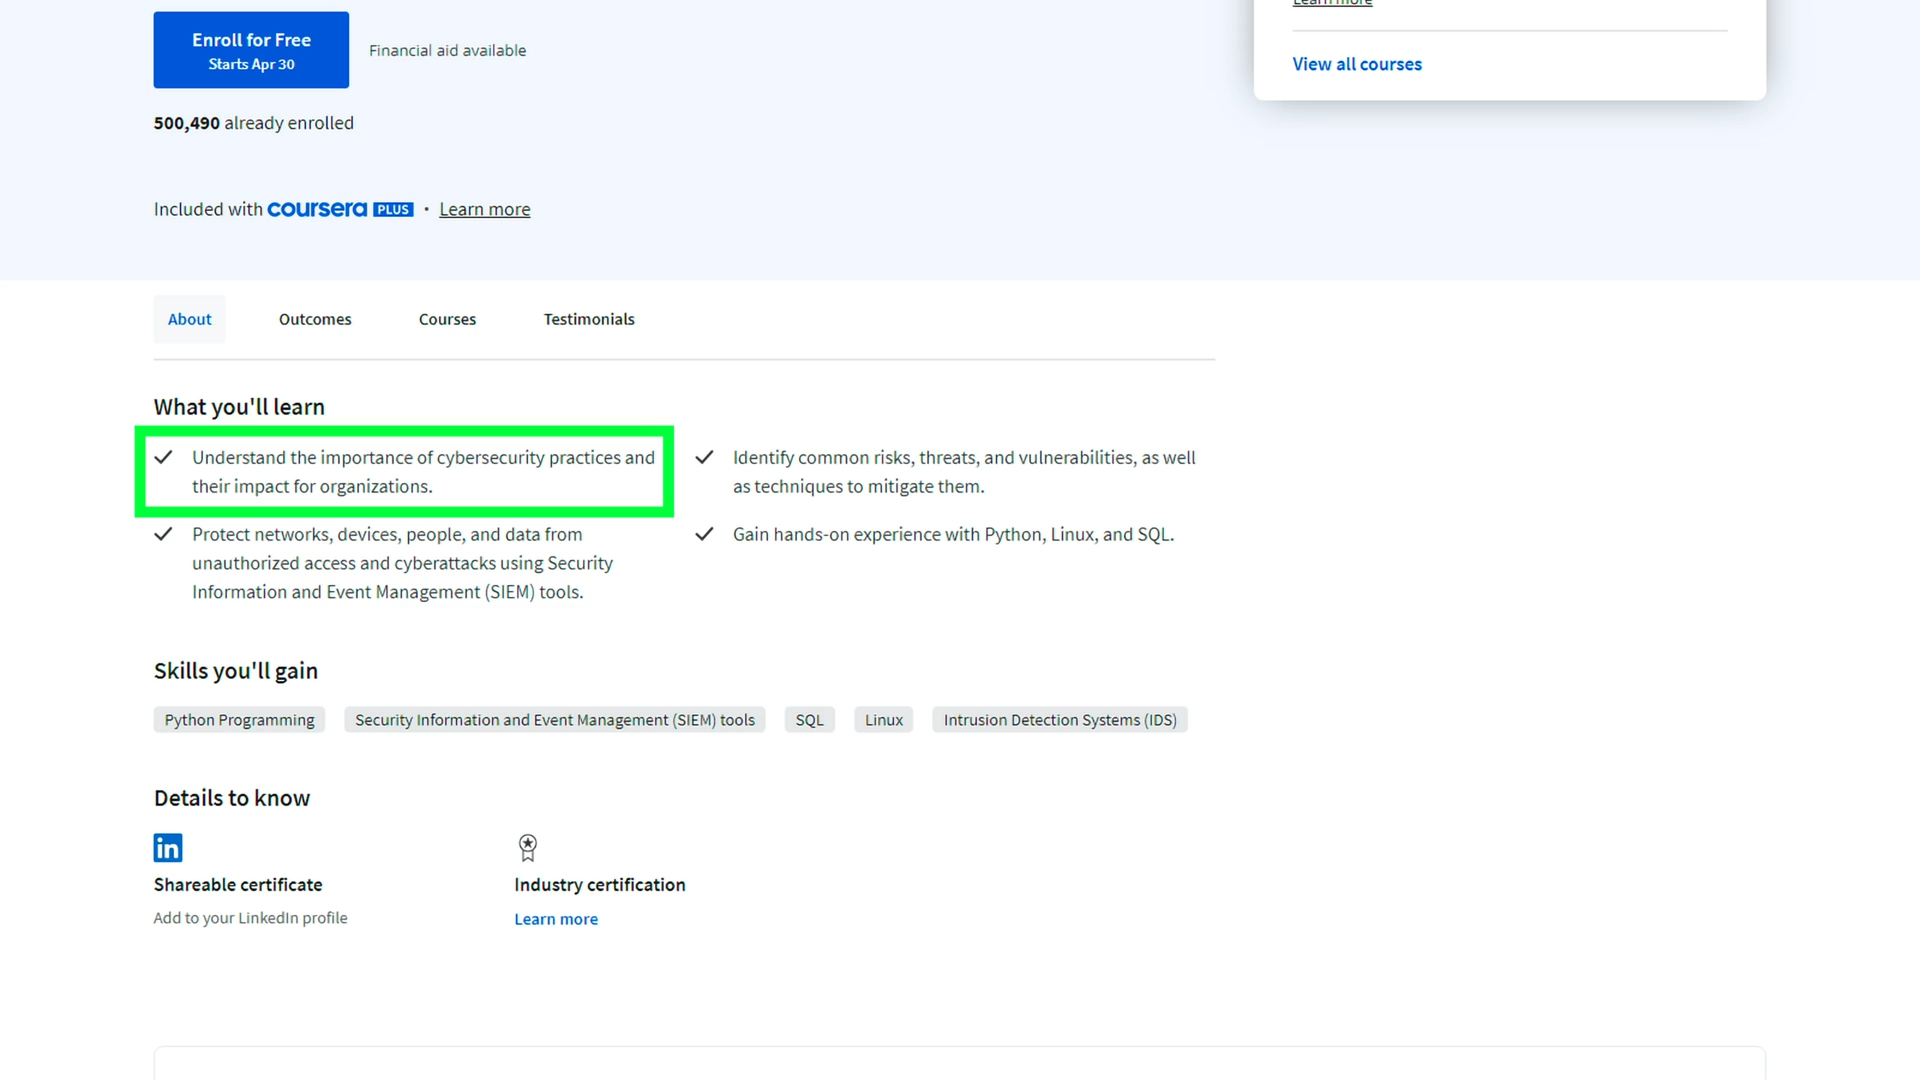 Learn more
Enroll for Free
Starts Apr 30
Financial aid available
View all courses
500,490 already enrolled
Included with coursera PLUS • Learn more
About
Outcomes
Courses
Testimonials
What you'll learn
Understand the importance of cybersecurity practices and
their impact for organizations.
Identify common risks, threats, and vulnerabilities, as well
as techniques to mitigate them.
Protect networks, devices, people, and data from
unauthorized access and cyberattacks using Security
Information and Event Management (SIEM) tools.
Gain hands-on experience with Python, Linux, and SQL.
Skills you'll gain
Python Programming
Security Information and Event Management (SIEM) tools
SQL
Linux
Intrusion Detection Systems (IDS)
Details to know
in
Shareable certificate
Add to your LinkedIn profile
Industry certification
Learn more